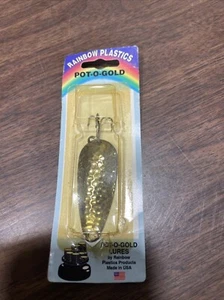 RAINBOW PLASTICS
POT-O-GOLD
POT-O-GOLD
LURES
by Rainbow
Plastics Products
Made in USA